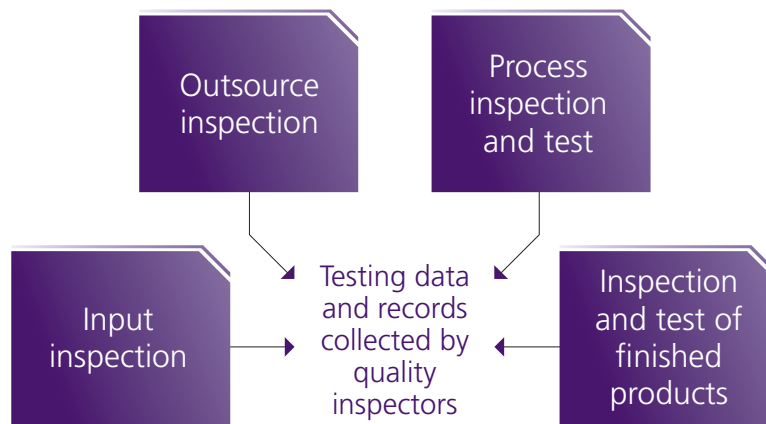 Outsource
inspection
Process
inspection
and test
Input
inspection
Testing data
and records
collected by
quality
inspectors
Inspection
and test of
finished
products